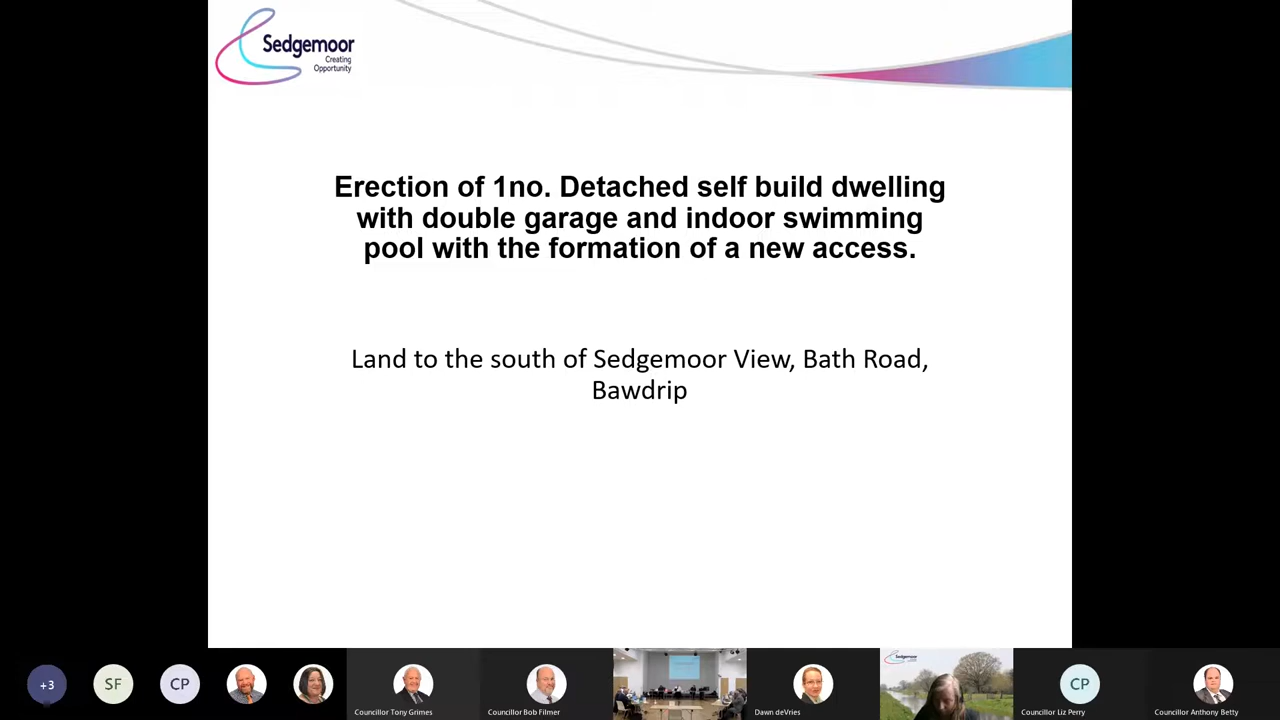 Sedgemoor
Creating
Opportunity
Erection of 1no. Detached self build dwelling
with double garage and indoor swimming
pool with the formation of a new access.
Land to the south of Sedgemoor View, Bath Road,
Bawdrip
+3
SF
CP
Councillor Tony Grimes
Councillor Bob Filmer
Dawn deVries
Sedgemoor
CP
Councillor Liz Perry
Councillor Anthony Betty